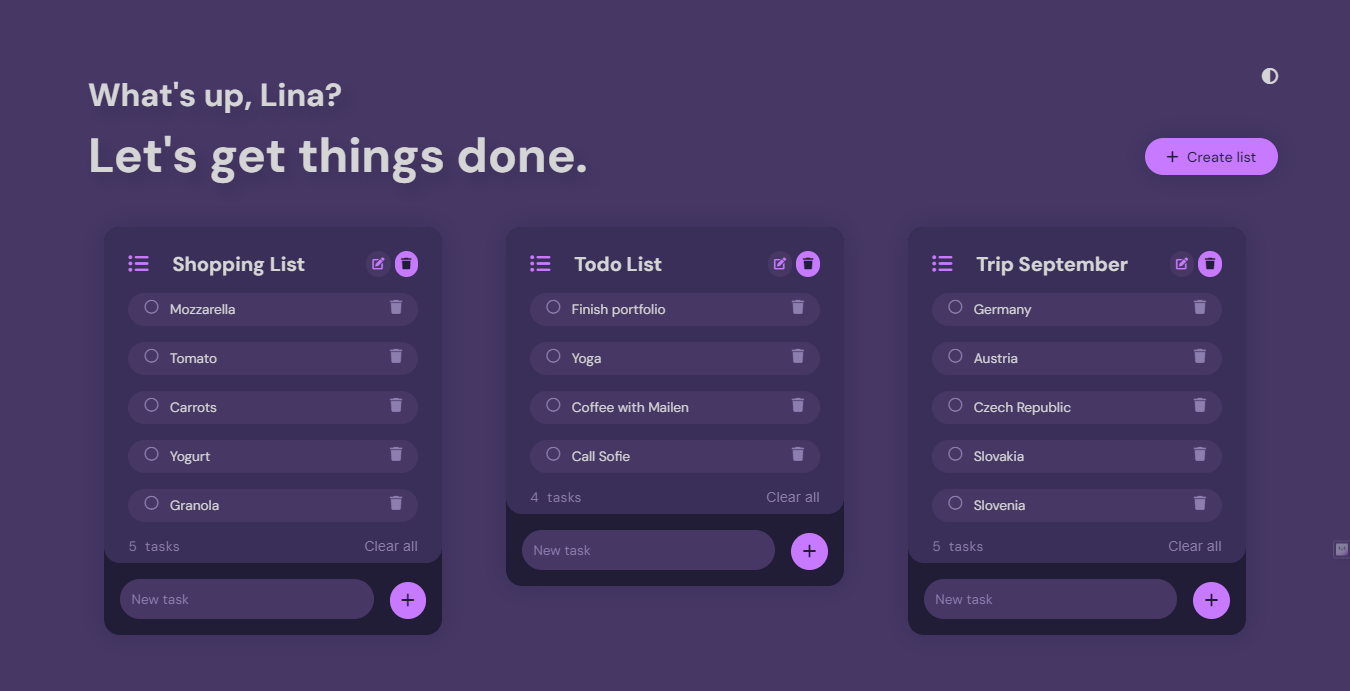 What's up, Lina?
Let's get things done.
Create list
Shopping List
Mozzarella
Tomato
Carrots
Yogurt
Granola
5 tasks Clear all
New task
Todo List
Finish portfolio
Yoga
Coffee with Mailen
Call Sofie
4 tasks Clear all
New task
Trip September
Germany
Austria
Czech Republic
Slovakia
Slovenia
5 tasks Clear all
New task